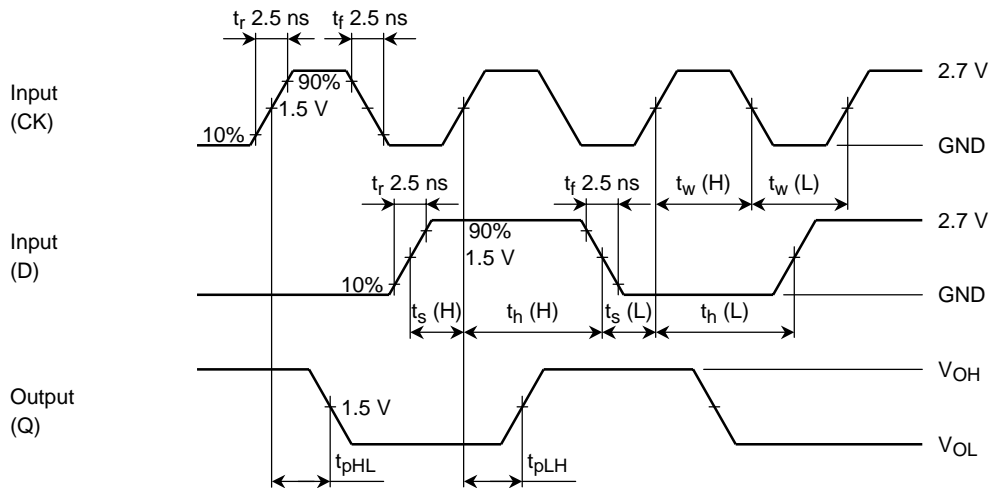 tr 2.5 ns
tf 2.5 ns
Input
(CK)
10%
90%
1.5 V
2.7 V
GND
tr 2.5 ns
tf 2.5 ns
tw (H)
tw (L)
Input
(D)
10%
90%
1.5 V
2.7 V
GND
ts (H)
th (H)
ts (L)
th (L)
Output
(Q)
1.5 V
VOH
VOL
tpHL
tpLH